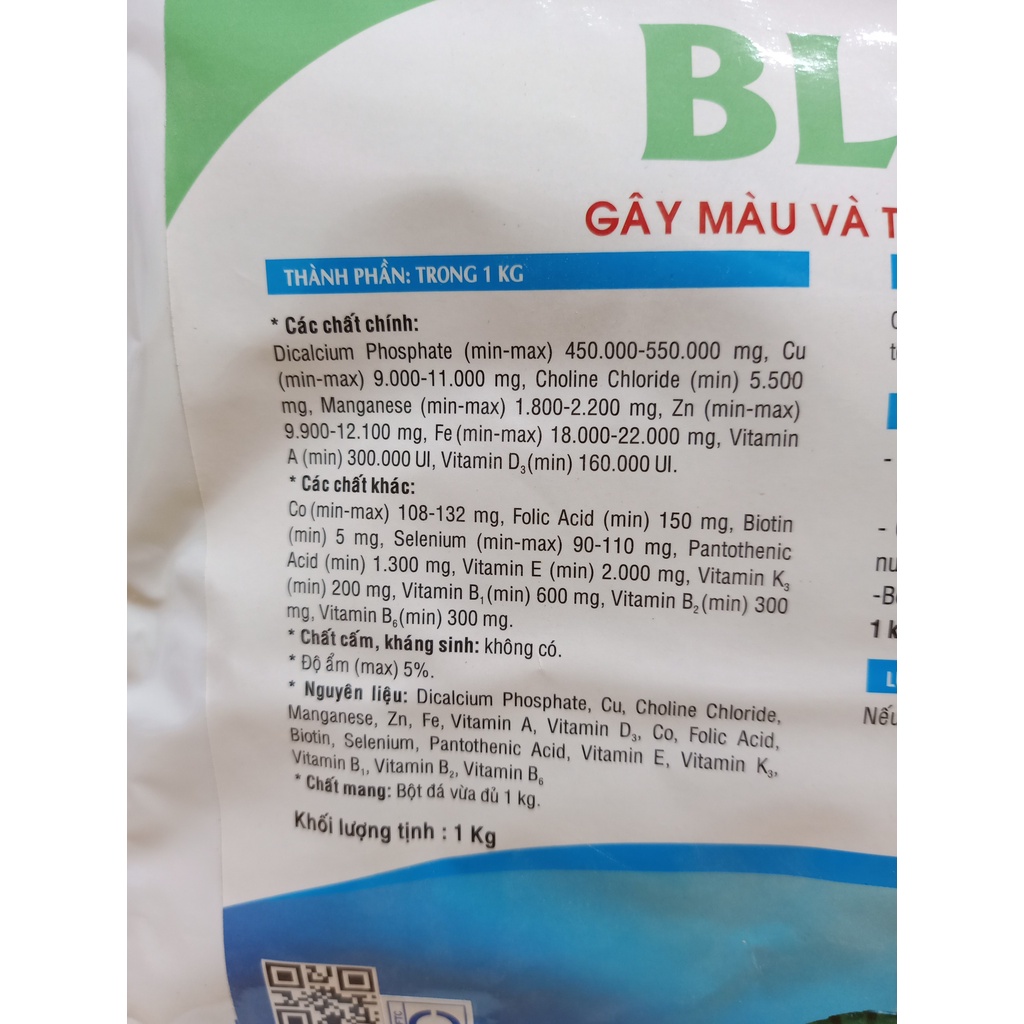 BL
GÂY MÀU VÀ T
THÀNH PHẦN: TRONG 1 KG
* Các chất chính:
Dicalcium Phosphate (min-max) 450.000-550.000 mg, Cu
(min-max) 9.000-11.000 mg, Choline Chloride (min) 5.500
mg, Manganese (min-max) 1.800-2.200 mg, Zn (min-max)
9.900-12.100 mg, Fe (min-max) 18.000-22.000 mg, Vitamin
A (min) 300.000 UI, Vitamin D₃(min) 160.000 UI.
* Các chất khác:
Co (min-max) 108-132 mg, Folic Acid (min) 150 mg, Biotin
(min) 5 mg, Selenium (min-max) 90-110 mg, Pantothenic
Acid (min) 1.300 mg, Vitamin E (min) 2.000 mg, Vitamin K₃
(min) 200 mg, Vitamin B₁(min) 600 mg, Vitamin B₂(min) 300
mg, Vitamin B₆(min) 300 mg.
* Chất cấm, kháng sinh: không có.
* Độ ẩm (max) 5%.
* Nguyên liệu: Dicalcium Phosphate, Cu, Choline Chloride,
Manganese, Zn, Fe, Vitamin A, Vitamin D₃, Co, Folic Acid,
Biotin, Selenium, Pantothenic Acid, Vitamin E, Vitamin K₃,
Vitamin B₁, Vitamin B₂, Vitamin B₆
* Chất mang: Bột đá vừa đủ 1 kg.
Khối lượng tịnh : 1 Kg
nu
1 k
Nếu